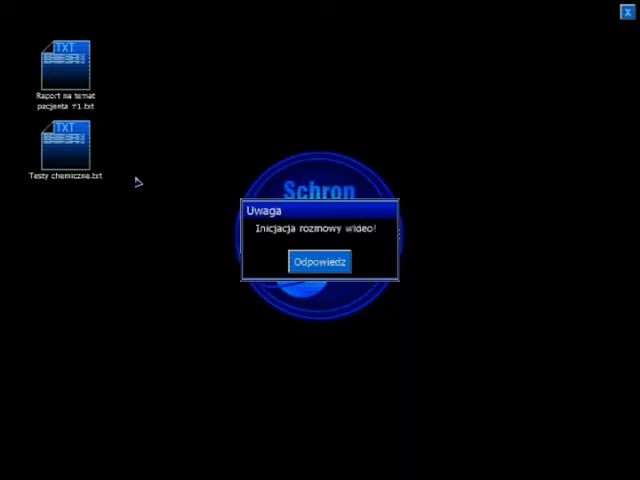 X
TXT
Raport na temat
pacjenta #1.txt
TXT
Testy chemiczne.txt
Schron
Uwaga
Inicjacja rozmowy wideo!
Odpowiedz